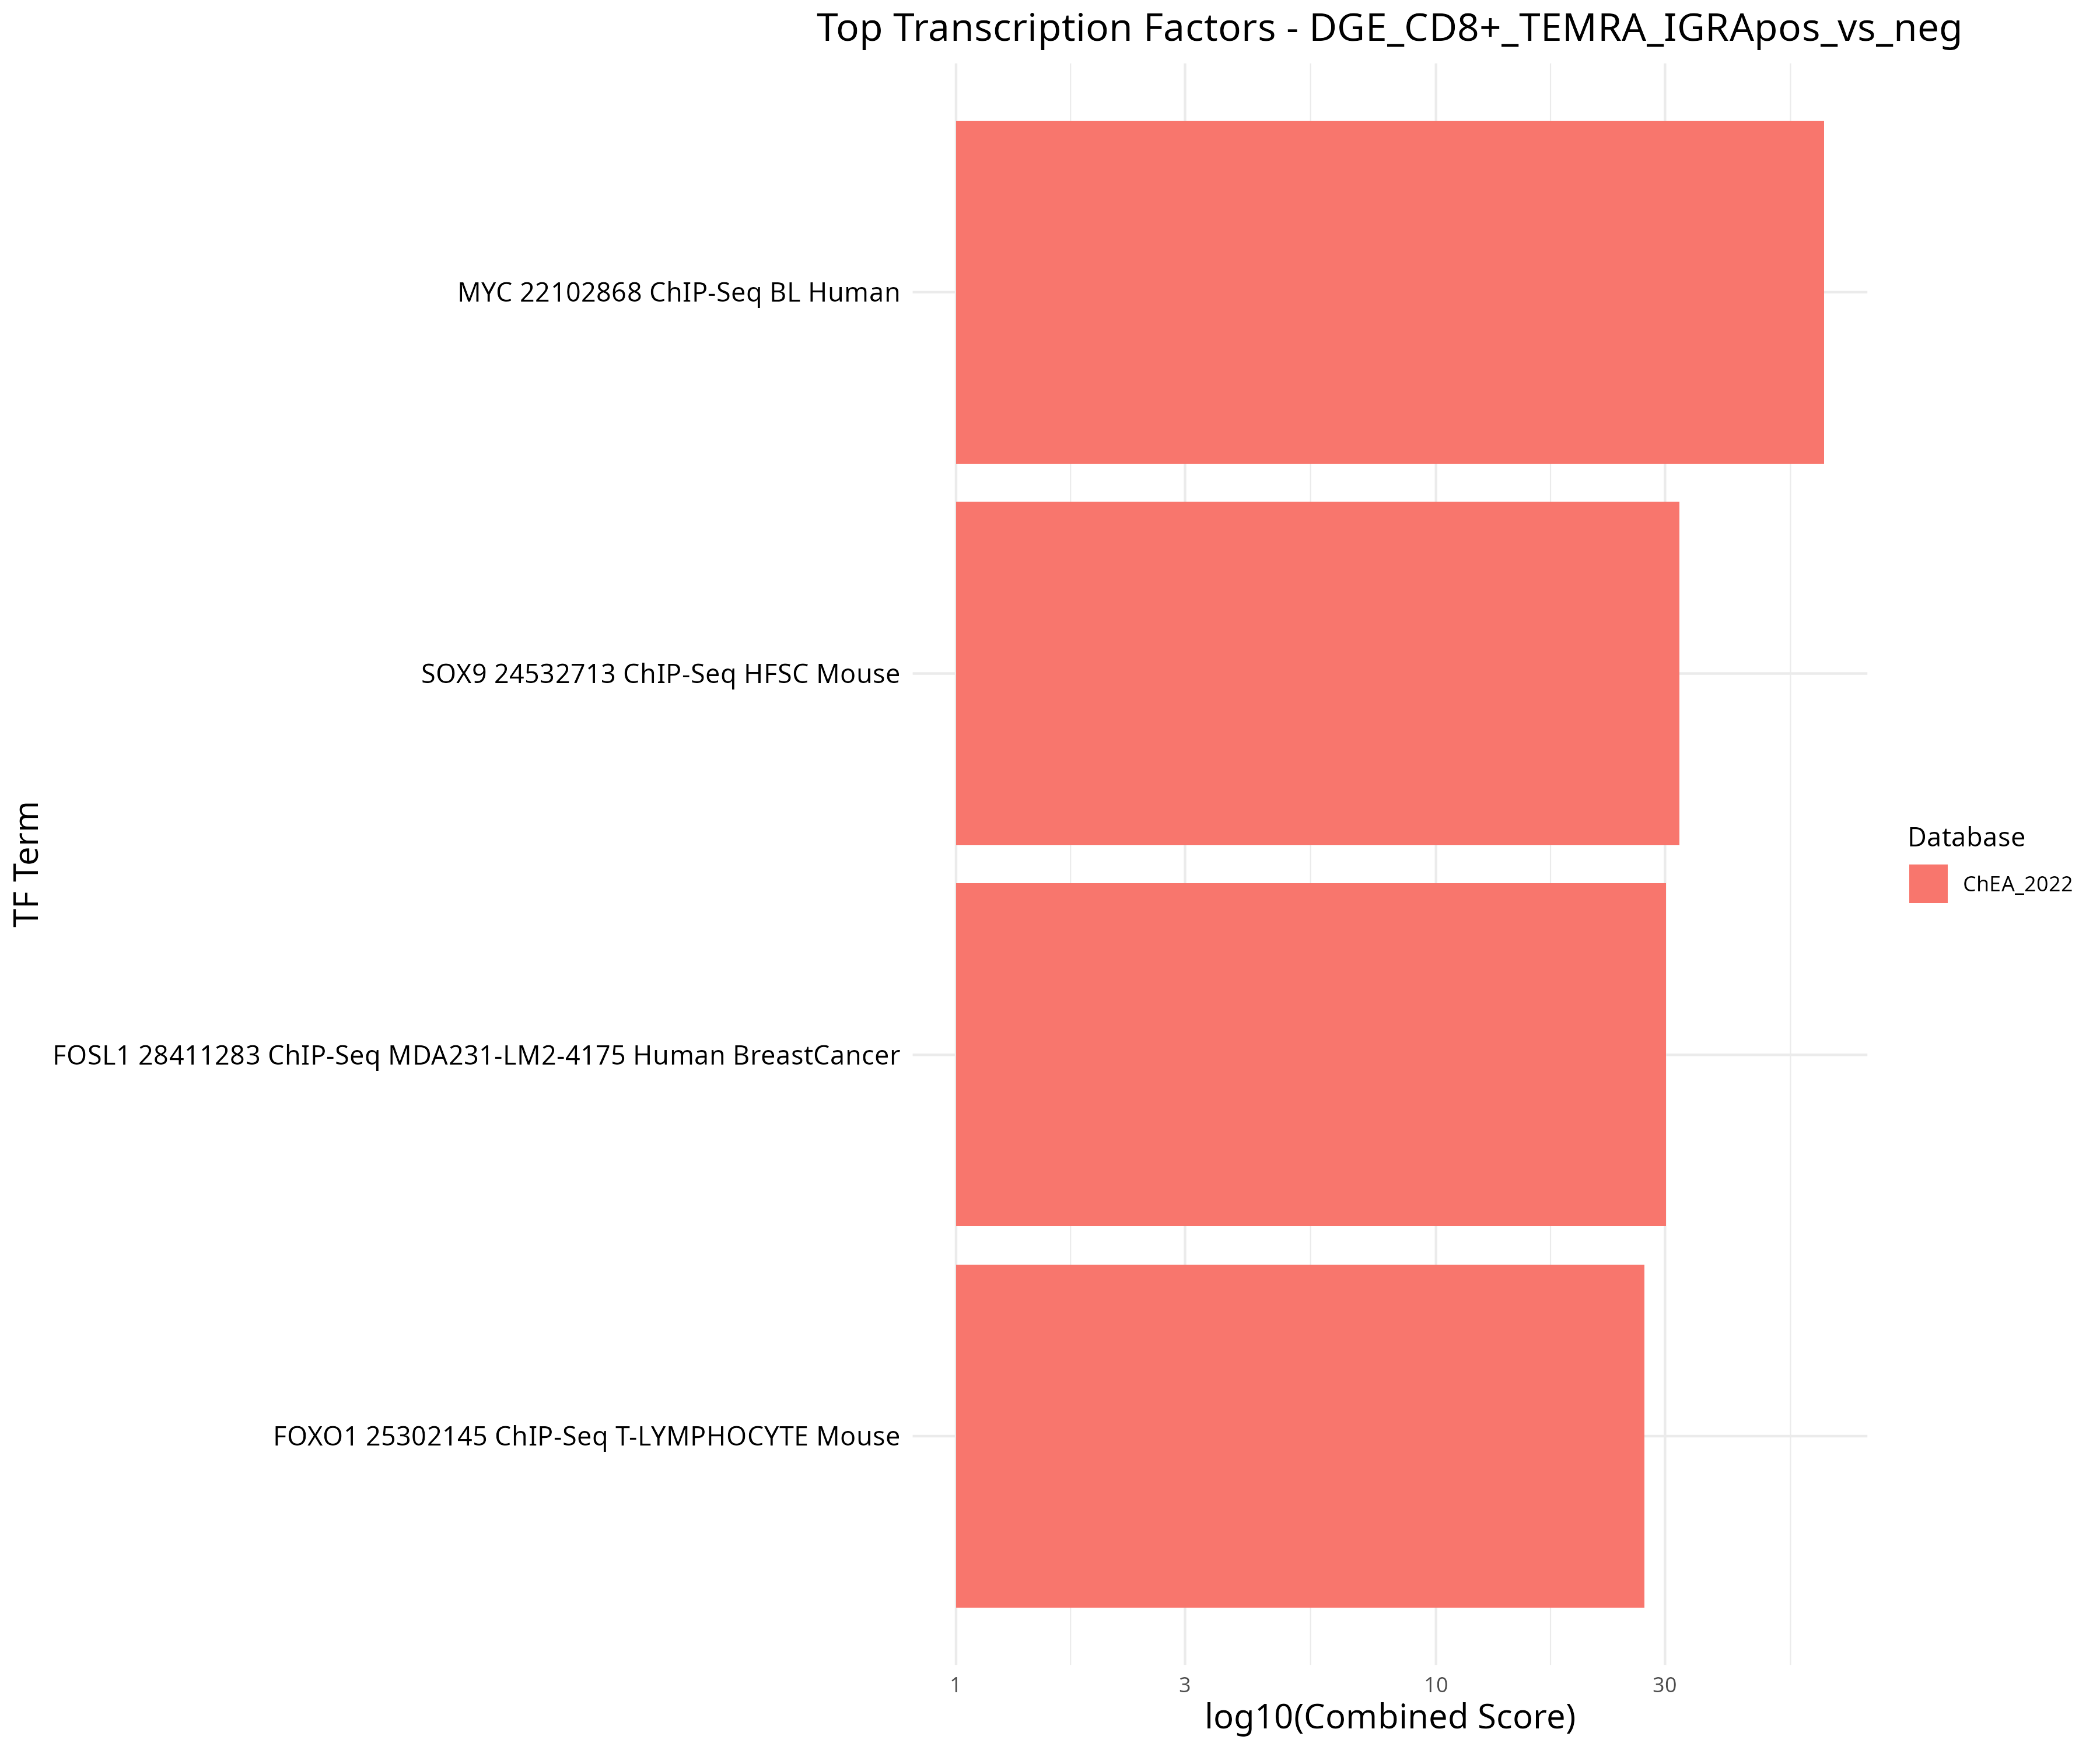 Top Transcription Factors - DGE_CD8+_TEMRA_IGRApos_vs_neg
TF Term
MYC 22102868 ChIP-Seq BL Human
SOX9 24532713 ChIP-Seq HFSC Mouse
FOSL1 28411283 ChIP-Seq MDA231-LM2-4175 Human BreastCancer
FOXO1 25302145 ChIP-Seq T-LYMPHOCYTE Mouse
1 3 10 30
log10(Combined Score)
Database
ChEA_2022